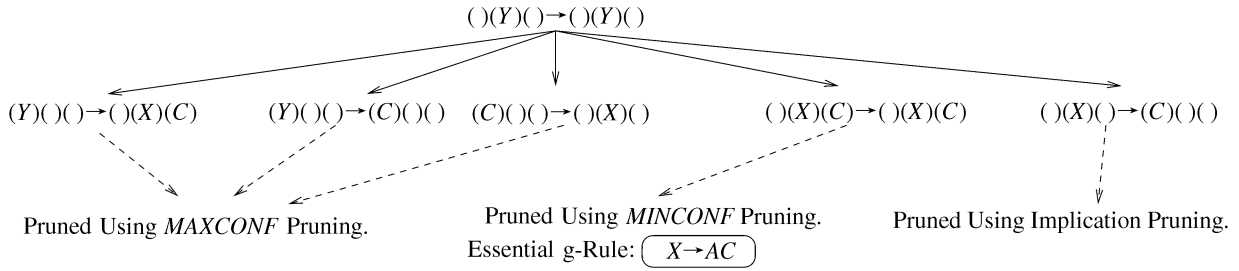 ( )(Y)( )→( )(Y)( )
(Y)( )( )→( )(X)(C) (Y)( )( )→(C)( )( ) (C)( )( )→( )(X)( ) ( )(X)(C)→( )(X)(C) ( )(X)( )→(C)( )( )
Pruned Using MAXCONF Pruning. Pruned Using MINCONF Pruning. Pruned Using Implication Pruning.
Essential g-Rule: X→AC